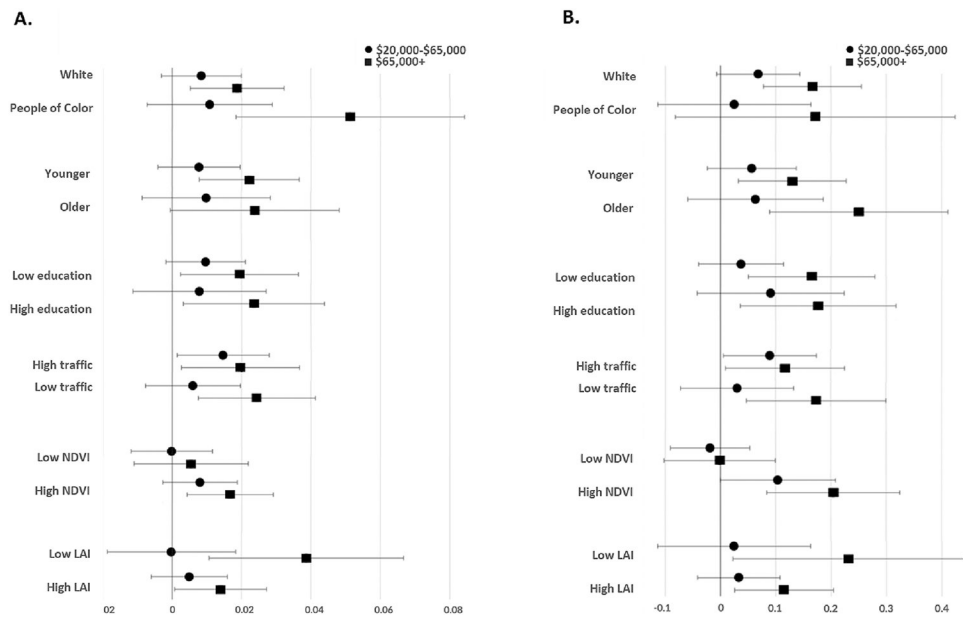 A.
$20,000-$65,000
$65,000+
White
People of Color
Younger
Older
Low education
High education
High traffic
Low traffic
Low NDVI
High NDVI
Low LAI
High LAI
02 0 0.02 0.04 0.06 0.08
B.
$20,000-$65,000
$65,000+
White
People of Color
Younger
Older
Low education
High education
High traffic
Low traffic
Low NDVI
High NDVI
Low LAI
High LAI
-0.1 0 0.1 0.2 0.3 0.4